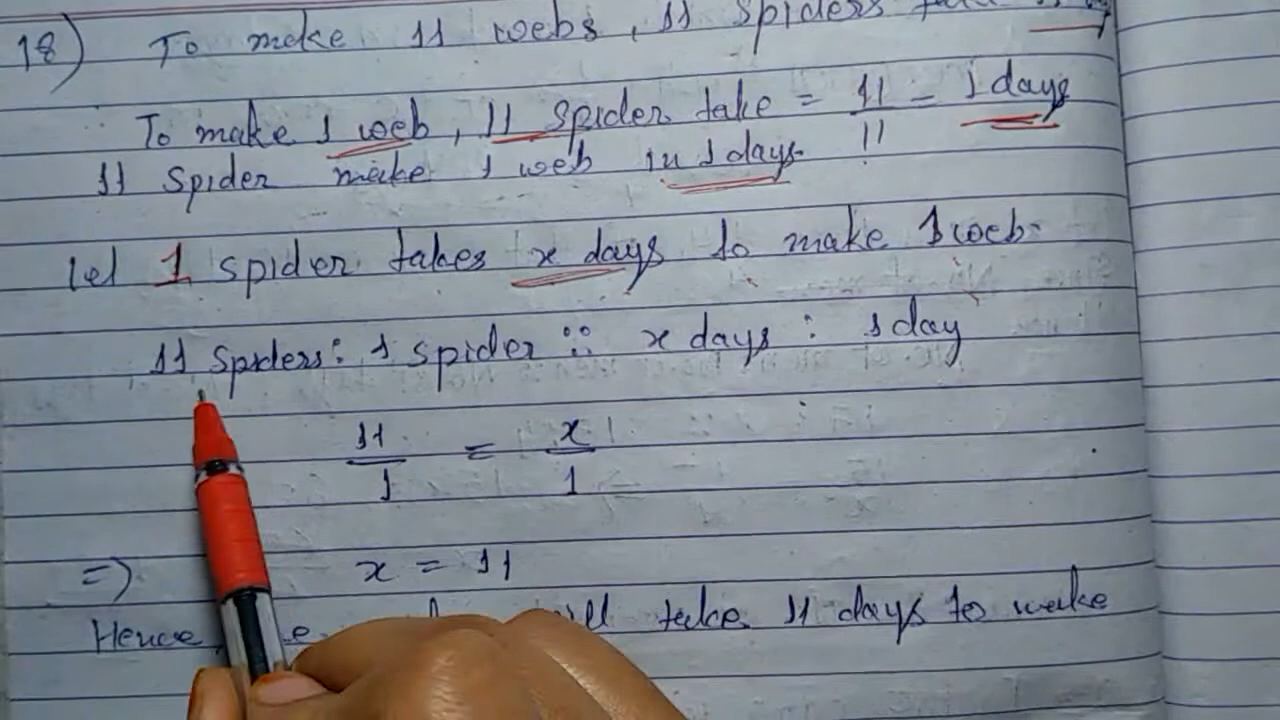 18) To make 11 webs, 11 spiders take
To make 1 web, 11 spider take = 11/11 = 1 days
11 spider make 1 web in 1 days
let 1 spider takes x days to make 1 web.
11 spiders : 1 spider :: x days : 1 day
11/1 = x/1
=> x = 11
Hence, will take 11 days to make